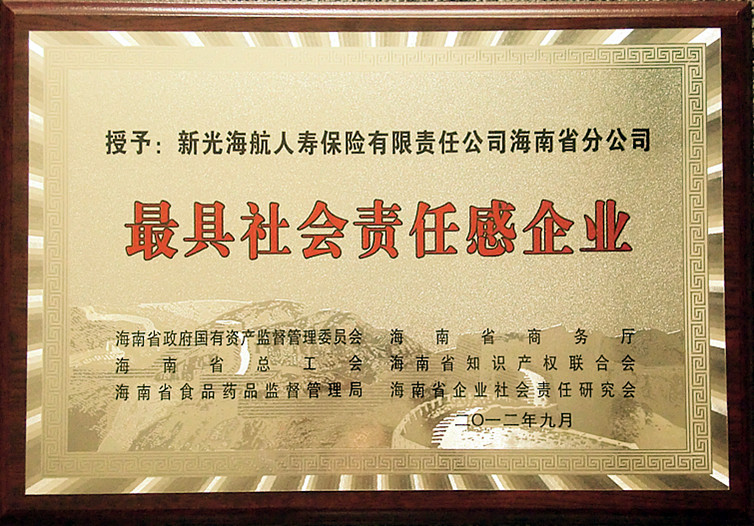 授予：新光海航人寿保险有限责任公司海南省分公司
最具社会责任感企业
海南省政府国有资产监督管理委员会 海南省商务厅
海南省总工会 海南省知识产权联合会
海南省食品药品监督管理局 海南省企业社会责任研究会
二〇一二年九月